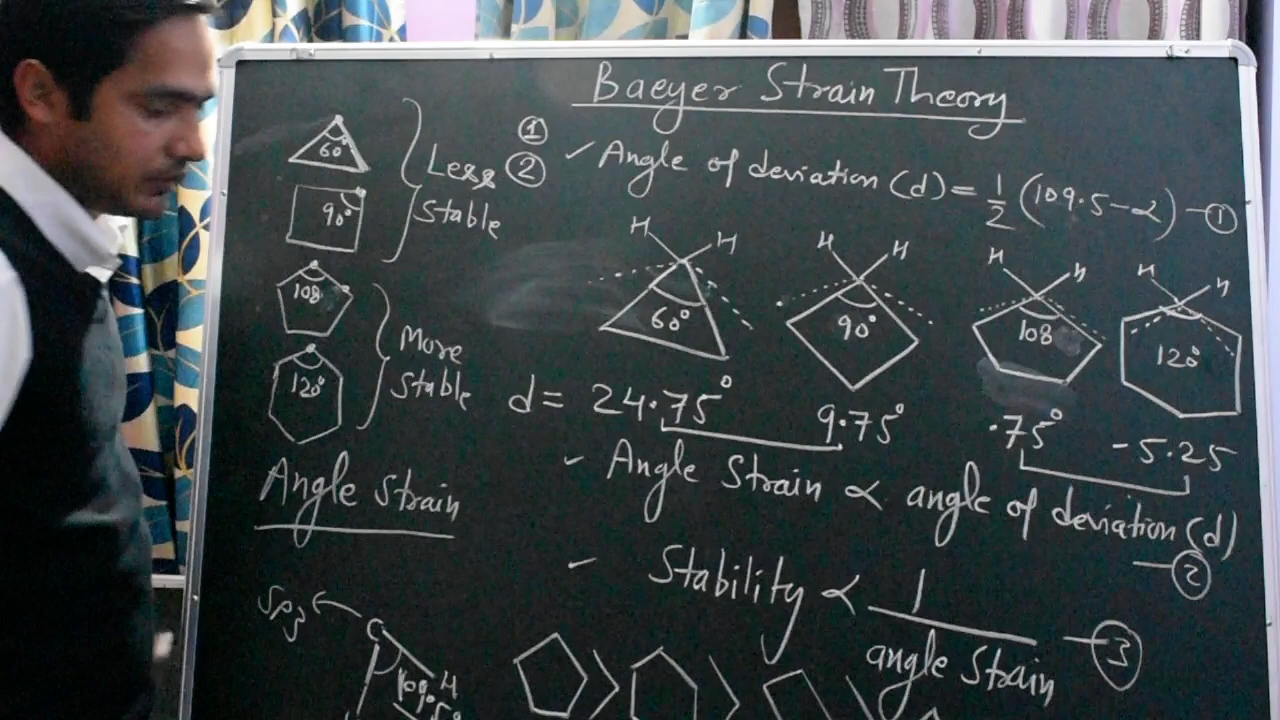 Baeyer Strain Theory
60°
90°
Less
Stable
108
120°
More
Stable
Angle Strain
① ② ✓ Angle of deviation (d) = 1/2 (109.5 - α) - ①
H H H H H H H H
60° 90° 108 120°
d = 24.75° 9.75° .75° -5.25
- Angle Strain ∝ angle of deviation (d)
- ②
- Stability ∝ 1 / angle Strain - ③
Sp3 ← C
109.5°
H
> > >